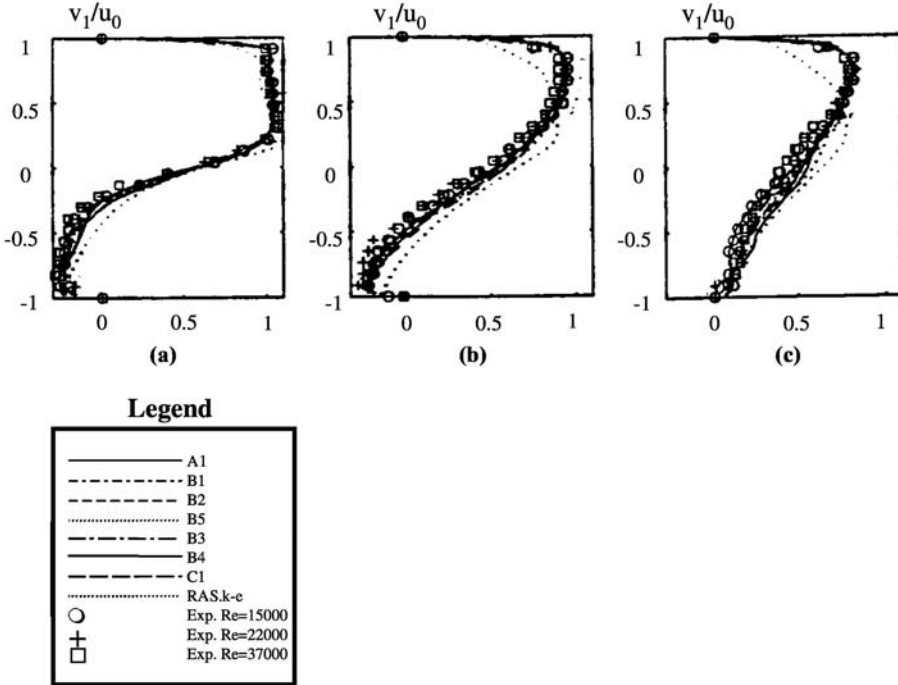 v1/u0 v1/u0 v1/u0
1 1 1
0.5 0.5 0.5
0 0 0
-0.5 -0.5 -0.5
-1 -1 -1
0 0.5 1 0 0.5 1 0 0.5 1
(a) (b) (c)
Legend
A1
B1
B2
B5
B3
B4
C1
RAS.k-e
Exp. Re=15000
Exp. Re=22000
Exp. Re=37000